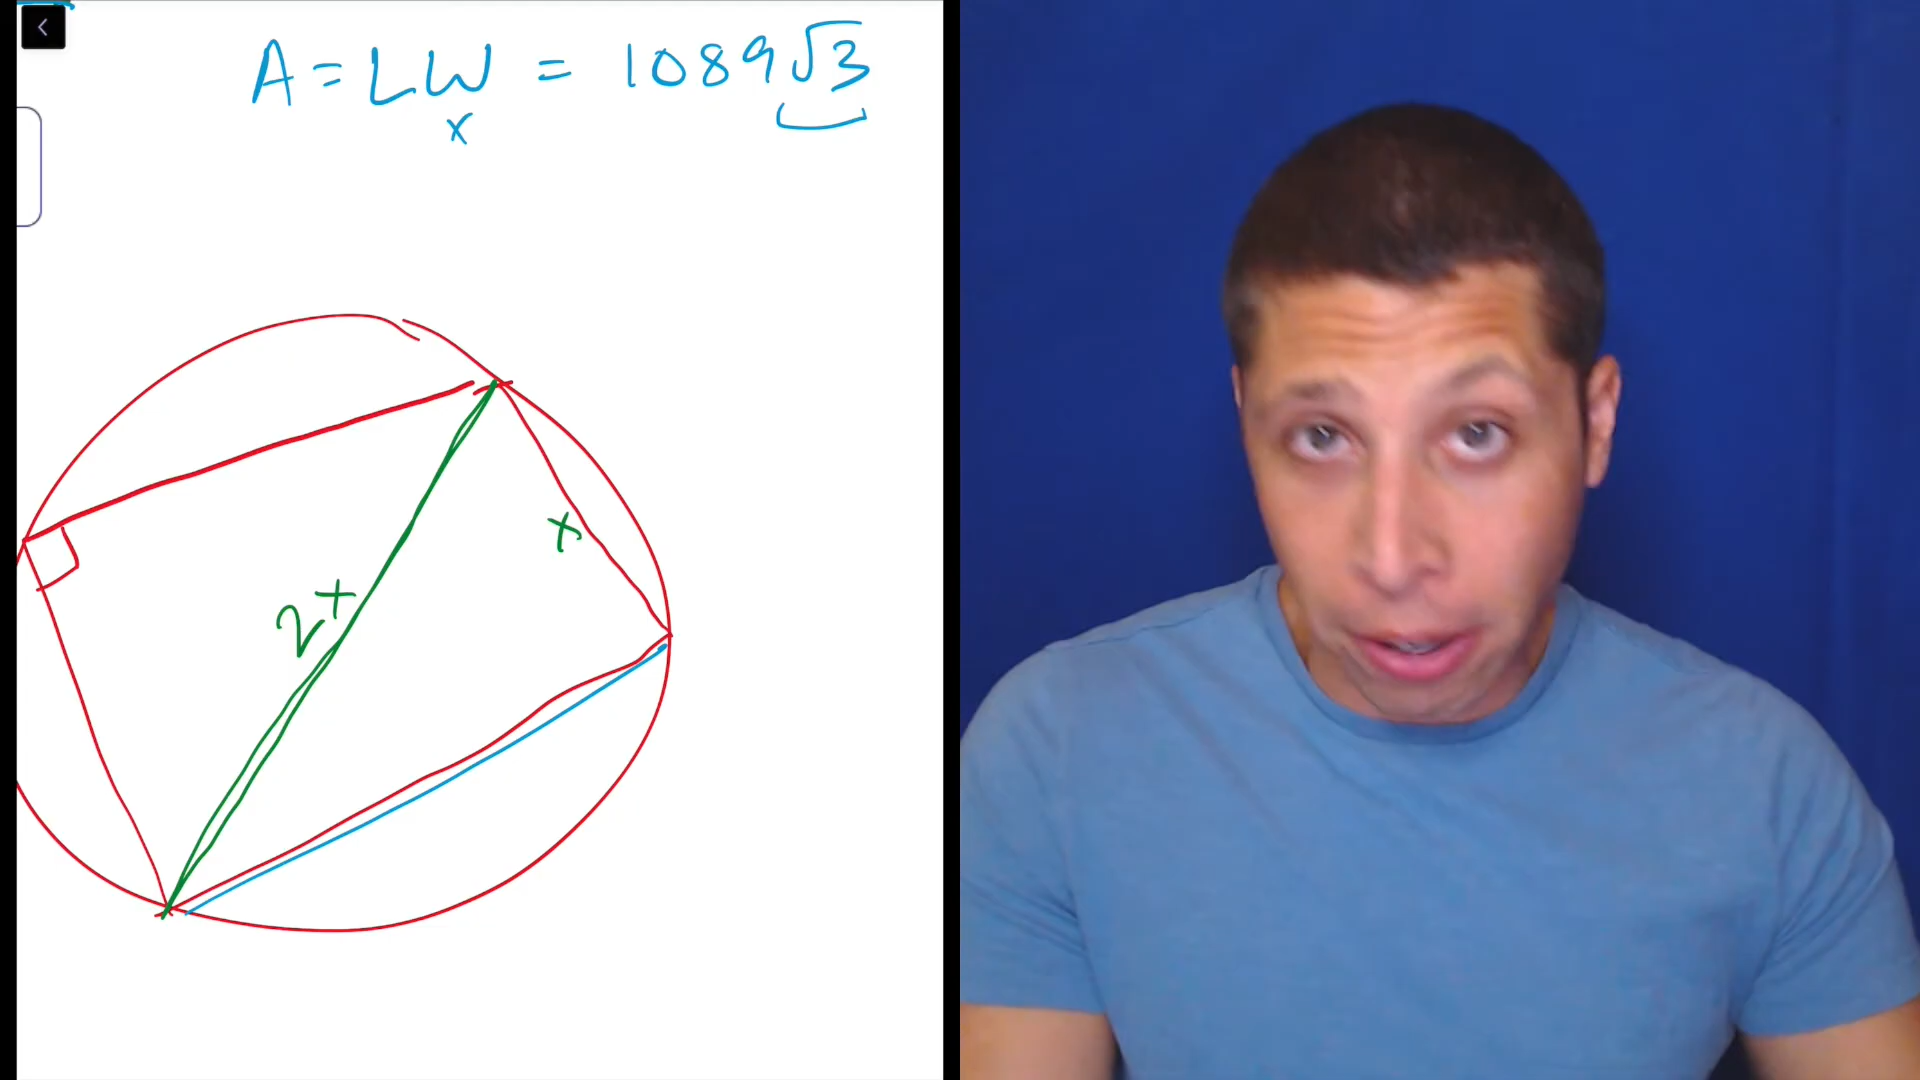 A = LW = 1089√3
x
x
2x